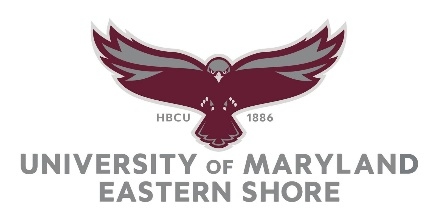 HBCU 1886
UNIVERSITY OF MARYLAND
EASTERN SHORE